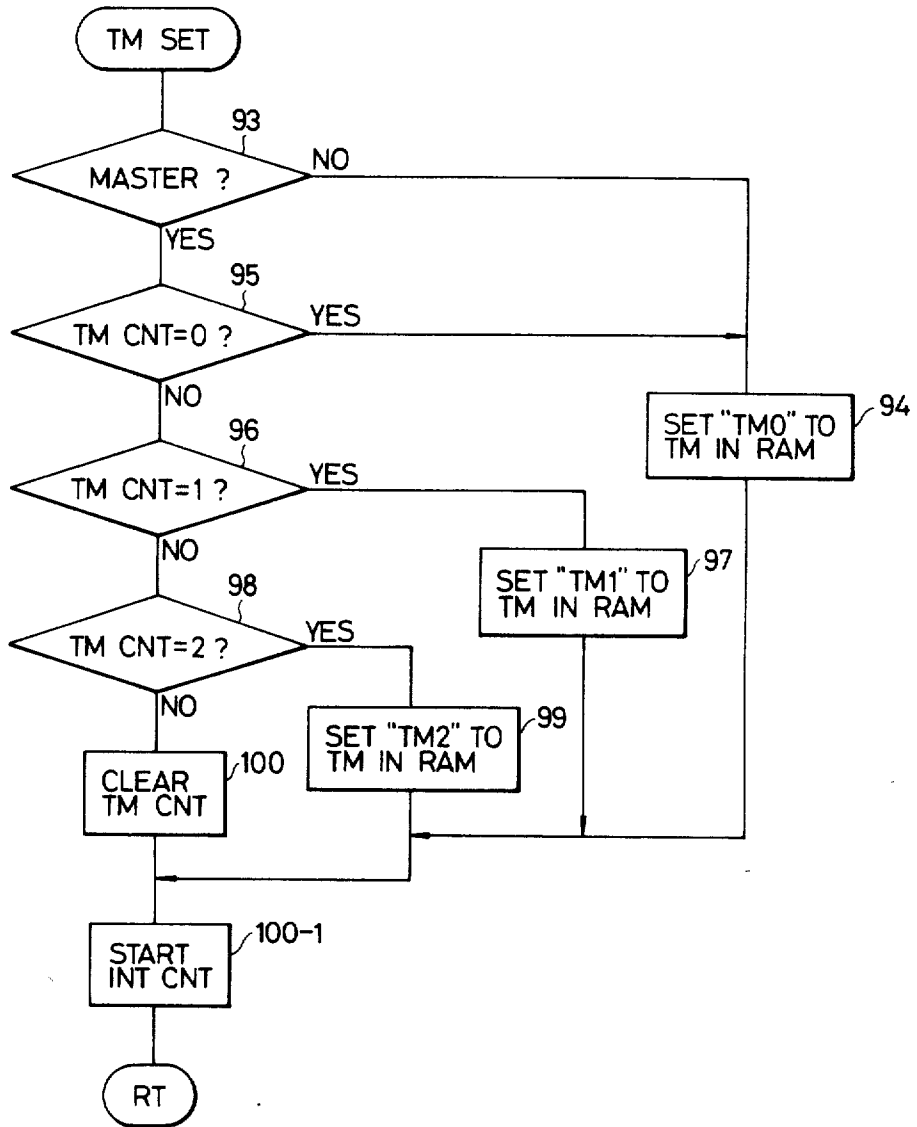 TM SET
93
MASTER ?
NO
YES
95
TM CNT=0 ?
YES
NO
94
SET "TM0" TO
TM IN RAM
96
TM CNT=1 ?
YES
NO
97
SET "TM1" TO
TM IN RAM
98
TM CNT=2 ?
YES
NO
99
SET "TM2" TO
TM IN RAM
100
CLEAR
TM CNT
100-1
START
INT CNT
RT